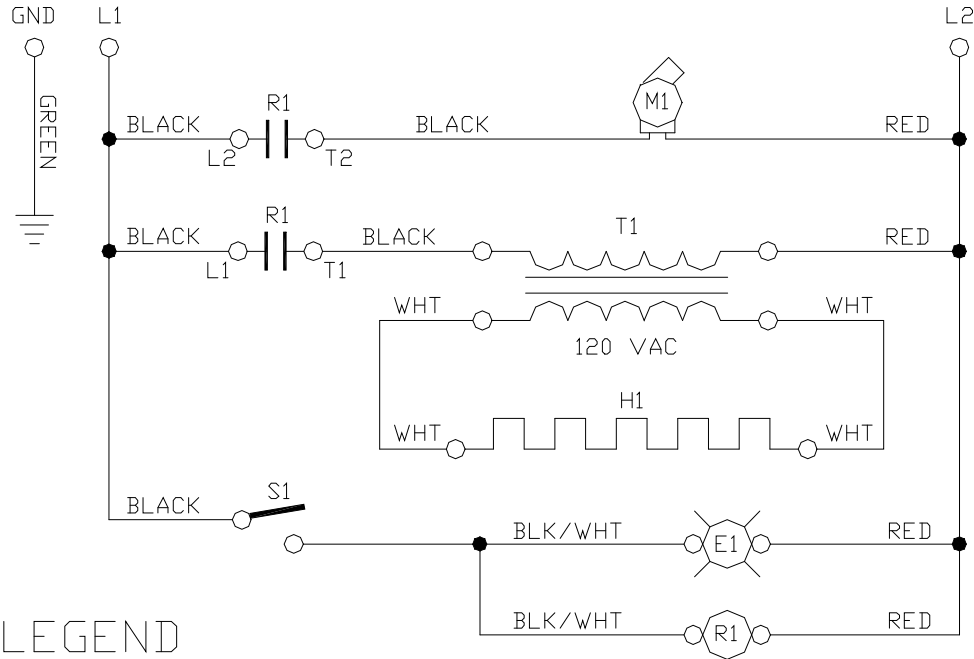 GND L1 L2
GREEN
R1 M1
BLACK BLACK RED
L2 T2
R1 T1
BLACK BLACK RED
L1 T1
WHT WHT
120 VAC
H1
WHT WHT
S1
BLACK
BLK/WHT E1 RED
BLK/WHT R1 RED
LEGEND